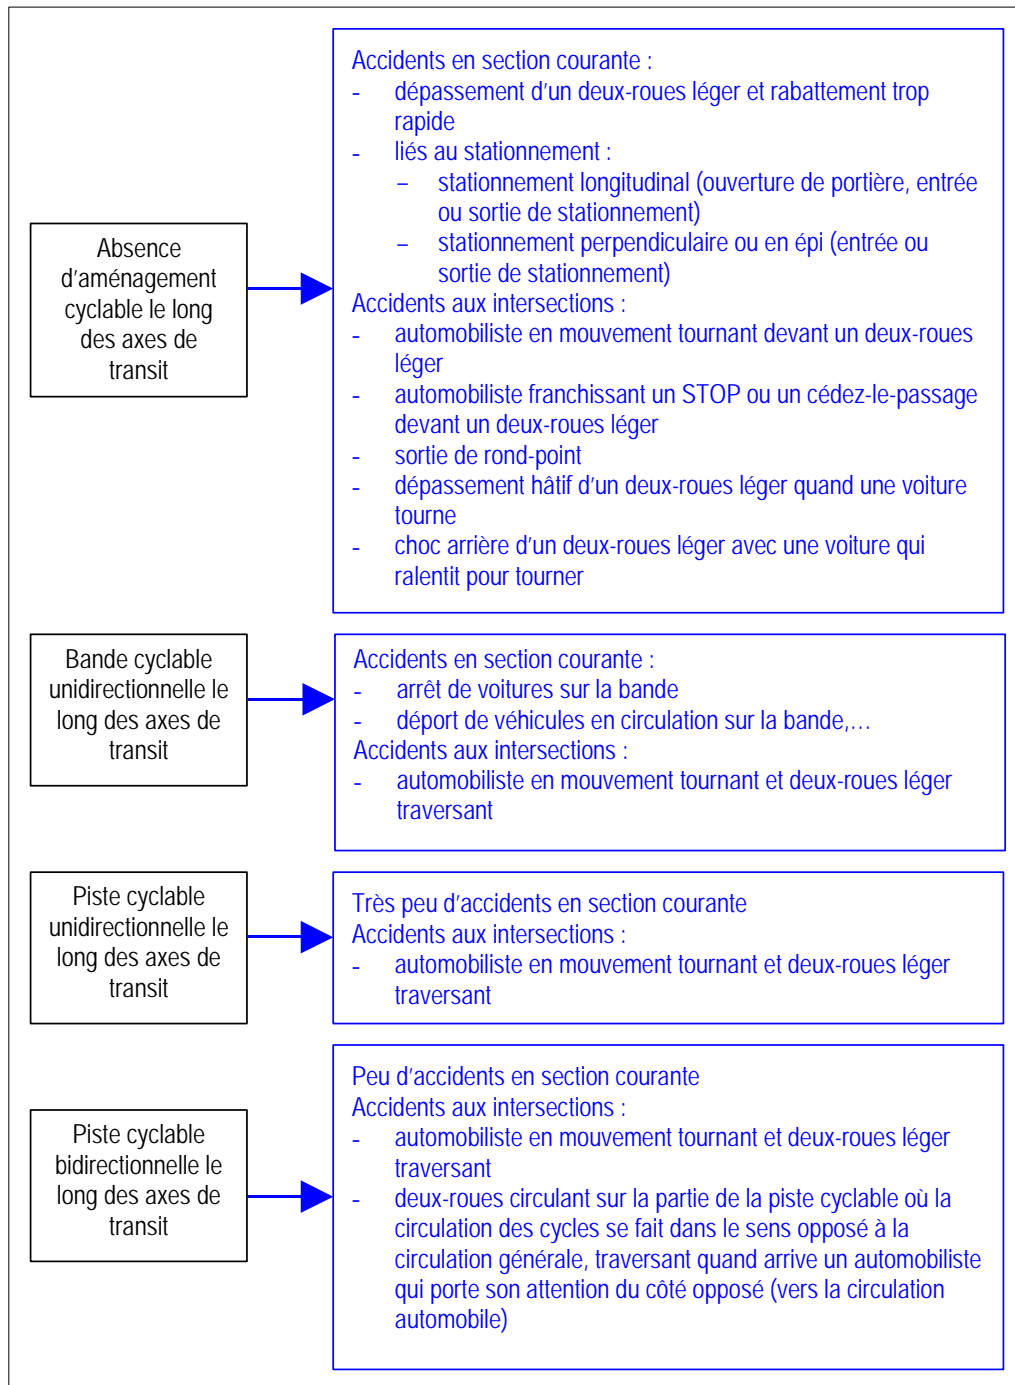 Absence
d'aménagement
cyclable le long
des axes de
transit
Accidents en section courante :
- dépassement d'un deux-roues léger et rabattement trop
rapide
- liés au stationnement :
– stationnement longitudinal (ouverture de portière, entrée
ou sortie de stationnement)
– stationnement perpendiculaire ou en épi (entrée ou
sortie de stationnement)
Accidents aux intersections :
- automobiliste en mouvement tournant devant un deux-roues
léger
- automobiliste franchissant un STOP ou un cédez-le-passage
devant un deux-roues léger
- sortie de rond-point
- dépassement hâtif d'un deux-roues léger quand une voiture
tourne
- choc arrière d'un deux-roues léger avec une voiture qui
ralentit pour tourner
Bande cyclable
unidirectionnelle le
long des axes de
transit
Accidents en section courante :
- arrêt de voitures sur la bande
- déport de véhicules en circulation sur la bande,…
Accidents aux intersections :
- automobiliste en mouvement tournant et deux-roues léger
traversant
Piste cyclable
unidirectionnelle le
long des axes de
transit
Très peu d'accidents en section courante
Accidents aux intersections :
- automobiliste en mouvement tournant et deux-roues léger
traversant
Piste cyclable
bidirectionnelle le
long des axes de
transit
Peu d'accidents en section courante
Accidents aux intersections :
- automobiliste en mouvement tournant et deux-roues léger
traversant
- deux-roues circulant sur la partie de la piste cyclable où la
circulation des cycles se fait dans le sens opposé à la
circulation générale, traversant quand arrive un automobiliste
qui porte son attention du côté opposé (vers la circulation
automobile)